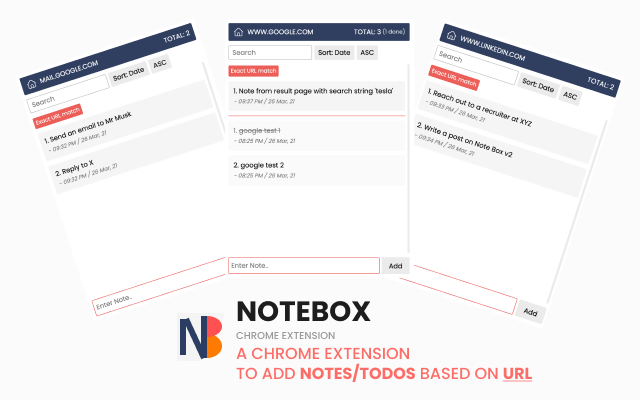 MAIL.GOOGLE.COM TOTAL: 2
Search Sort: Date ASC
Exact URL match
1. Send an email to Mr Musk
- 09:32 PM / 26 Mar, 21
2. Reply to X
- 09:33 PM / 26 Mar, 21
Enter Note..
WWW.GOOGLE.COM TOTAL: 3 (1 done)
Search Sort: Date ASC
Exact URL match
1. Note from result page with search string 'tesla'
- 09:37 PM / 26 Mar, 21
1. google test 1
- 08:25 PM / 26 Mar, 21
2. google test 2
- 08:25 PM / 26 Mar, 21
Enter Note.. Add
WWW.LINKEDIN.COM TOTAL: 2
Search Sort: Date ASC
Exact URL match
1. Reach out to a recruiter at XYZ
- 09:33 PM / 26 Mar, 21
2. Write a post on Note Box v2
- 09:34 PM / 26 Mar, 21
Add
NB
NOTEBOX
CHROME EXTENSION
A CHROME EXTENSION
TO ADD NOTES/TODOS BASED ON URL